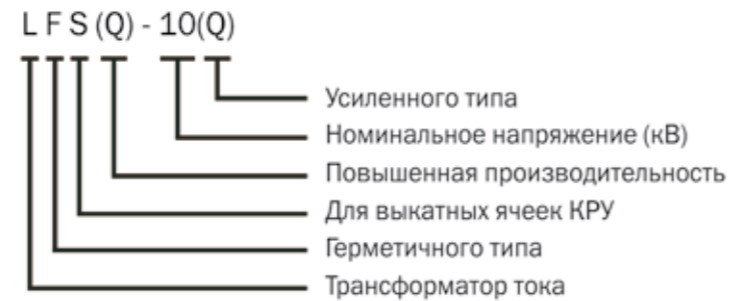 L F S (Q) - 10(Q)
Усиленного типа
Номинальное напряжение (кВ)
Повышенная производительность
Для выкатных ячеек КРУ
Герметичного типа
Трансформатор тока